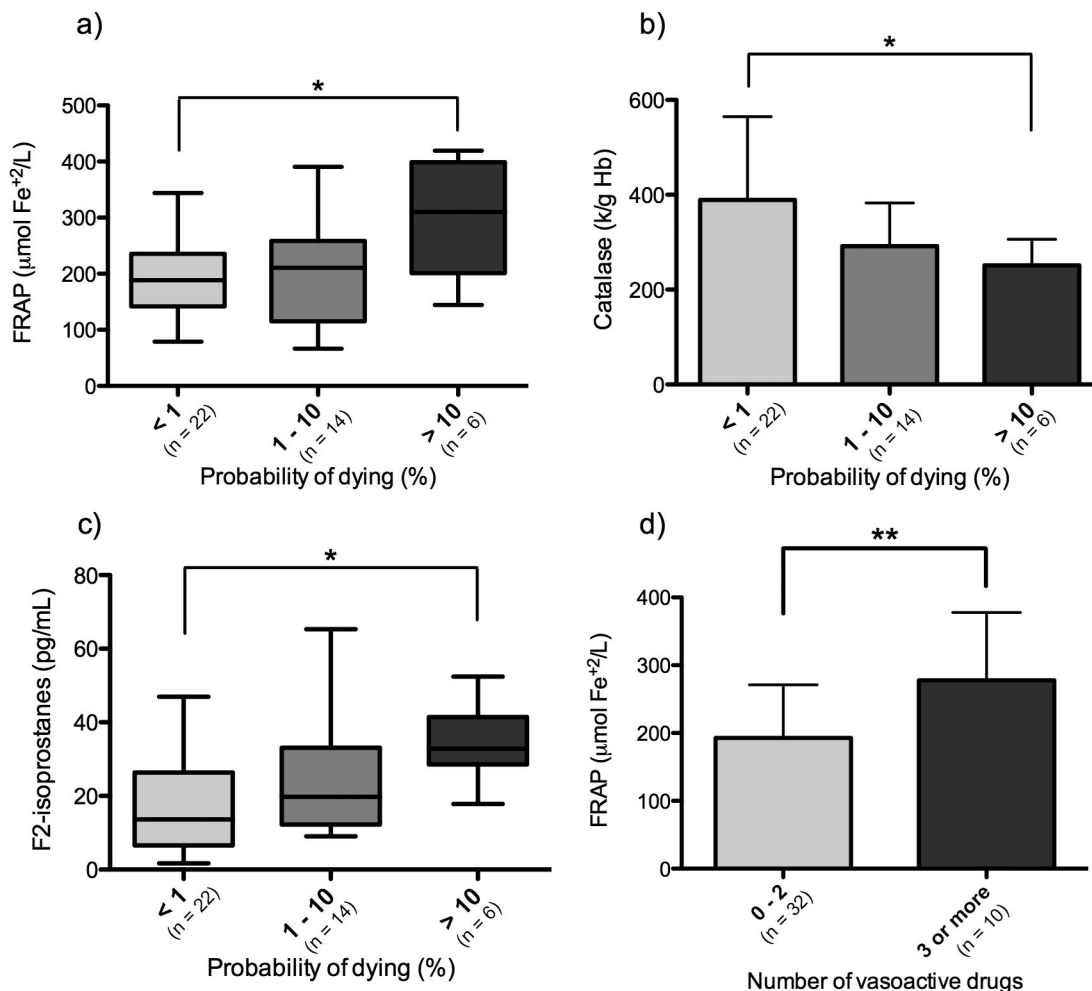 a)
*
500
400
300
200
100
0
FRAP (μmol Fe⁺²/L)
< 1
(n = 22)
1 - 10
(n = 14)
> 10
(n = 6)
Probability of dying (%)
b)
*
600
400
200
0
Catalase (k/g Hb)
< 1
(n = 22)
1 - 10
(n = 14)
> 10
(n = 6)
Probability of dying (%)
c)
*
80
60
40
20
0
F2-isoprostanes (pg/mL)
< 1
(n = 22)
1 - 10
(n = 14)
> 10
(n = 6)
Probability of dying (%)
d)
**
400
300
200
100
0
FRAP (μmol Fe⁺²/L)
0 - 2
(n = 32)
3 or more
(n = 10)
Number of vasoactive drugs